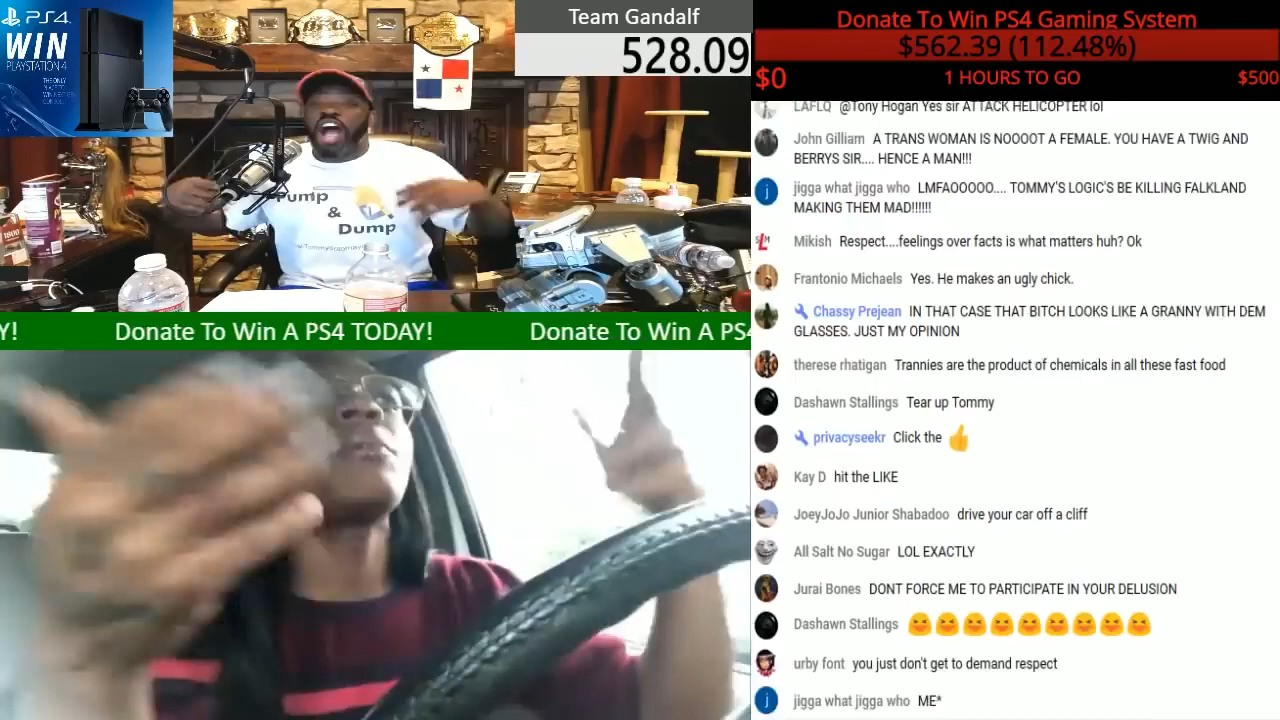 PS4
WIN
PLAYSTATION 4
Team Gandalf
528.09
Pump
&
Dump
Y!
Donate To Win A PS4 TODAY!
Donate To Win A PS4
Donate To Win PS4 Gaming System
$562.39 (112.48%)
$0
1 HOURS TO GO
$500
LAFLQ @Tony Hogan Yes sir ATTACK HELICOPTER lol
John Gilliam A TRANS WOMAN IS NOOOOT A FEMALE. YOU HAVE A TWIG AND
BERRYS SIR.... HENCE A MAN!!!
j
jigga what jigga who LMFAOOOOO.... TOMMY'S LOGIC'S BE KILLING FALKLAND
MAKING THEM MAD!!!!!!
Mikish Respect....feelings over facts is what matters huh? Ok
Frantonio Michaels Yes. He makes an ugly chick.
Chassy Prejean IN THAT CASE THAT BITCH LOOKS LIKE A GRANNY WITH DEM
GLASSES. JUST MY OPINION
therese rhatigan Trannies are the product of chemicals in all these fast food
Dashawn Stallings Tear up Tommy
privacyseekr Click the 👍
Kay D hit the LIKE
JoeyJoJo Junior Shabadoo drive your car off a cliff
All Salt No Sugar LOL EXACTLY
Jurai Bones DONT FORCE ME TO PARTICIPATE IN YOUR DELUSION
Dashawn Stallings 😆😆😆😆😆😆😆😆😆
urby font you just don't get to demand respect
j
jigga what jigga who ME*